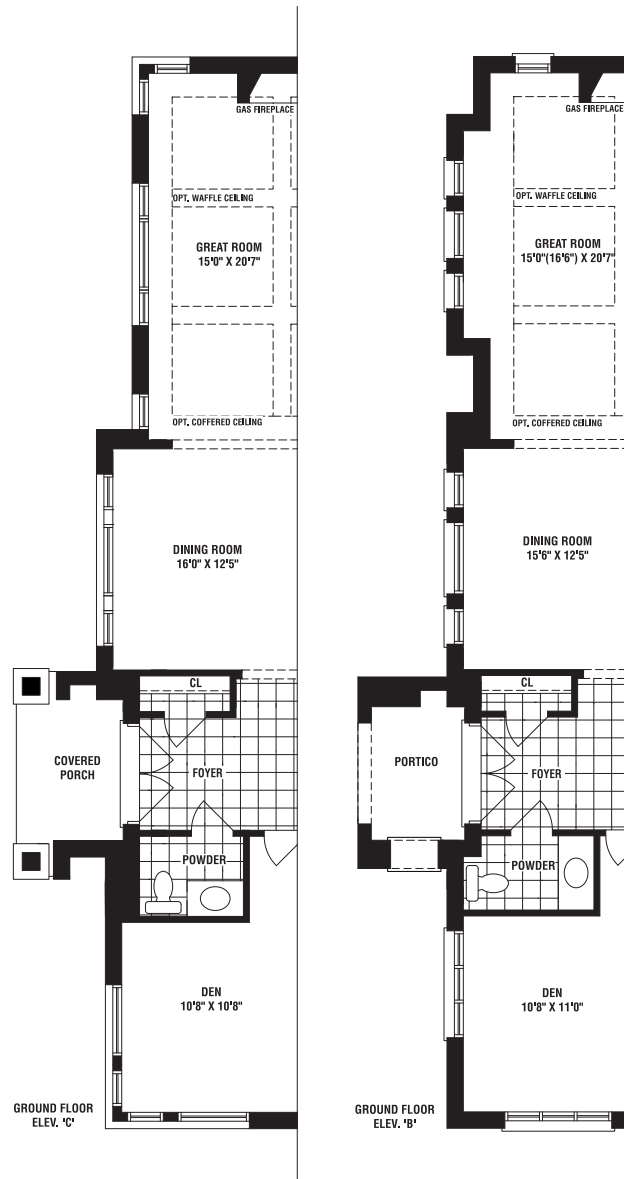 GAS FIREPLACE
OPT. WAFFLE CEILING
GREAT ROOM
15'0" X 20'7"
OPT. COFFERED CEILING
DINING ROOM
16'0" X 12'5"
CL
COVERED
PORCH
FOYER
POWDER
DEN
10'8" X 10'8"
GROUND FLOOR
ELEV. 'C'
GAS FIREPLACE
OPT. WAFFLE CEILING
GREAT ROOM
15'0"(16'6") X 20'7"
OPT. COFFERED CEILING
DINING ROOM
15'6" X 12'5"
CL
PORTICO
FOYER
POWDER
DEN
10'8" X 11'0"
GROUND FLOOR
ELEV. 'B'